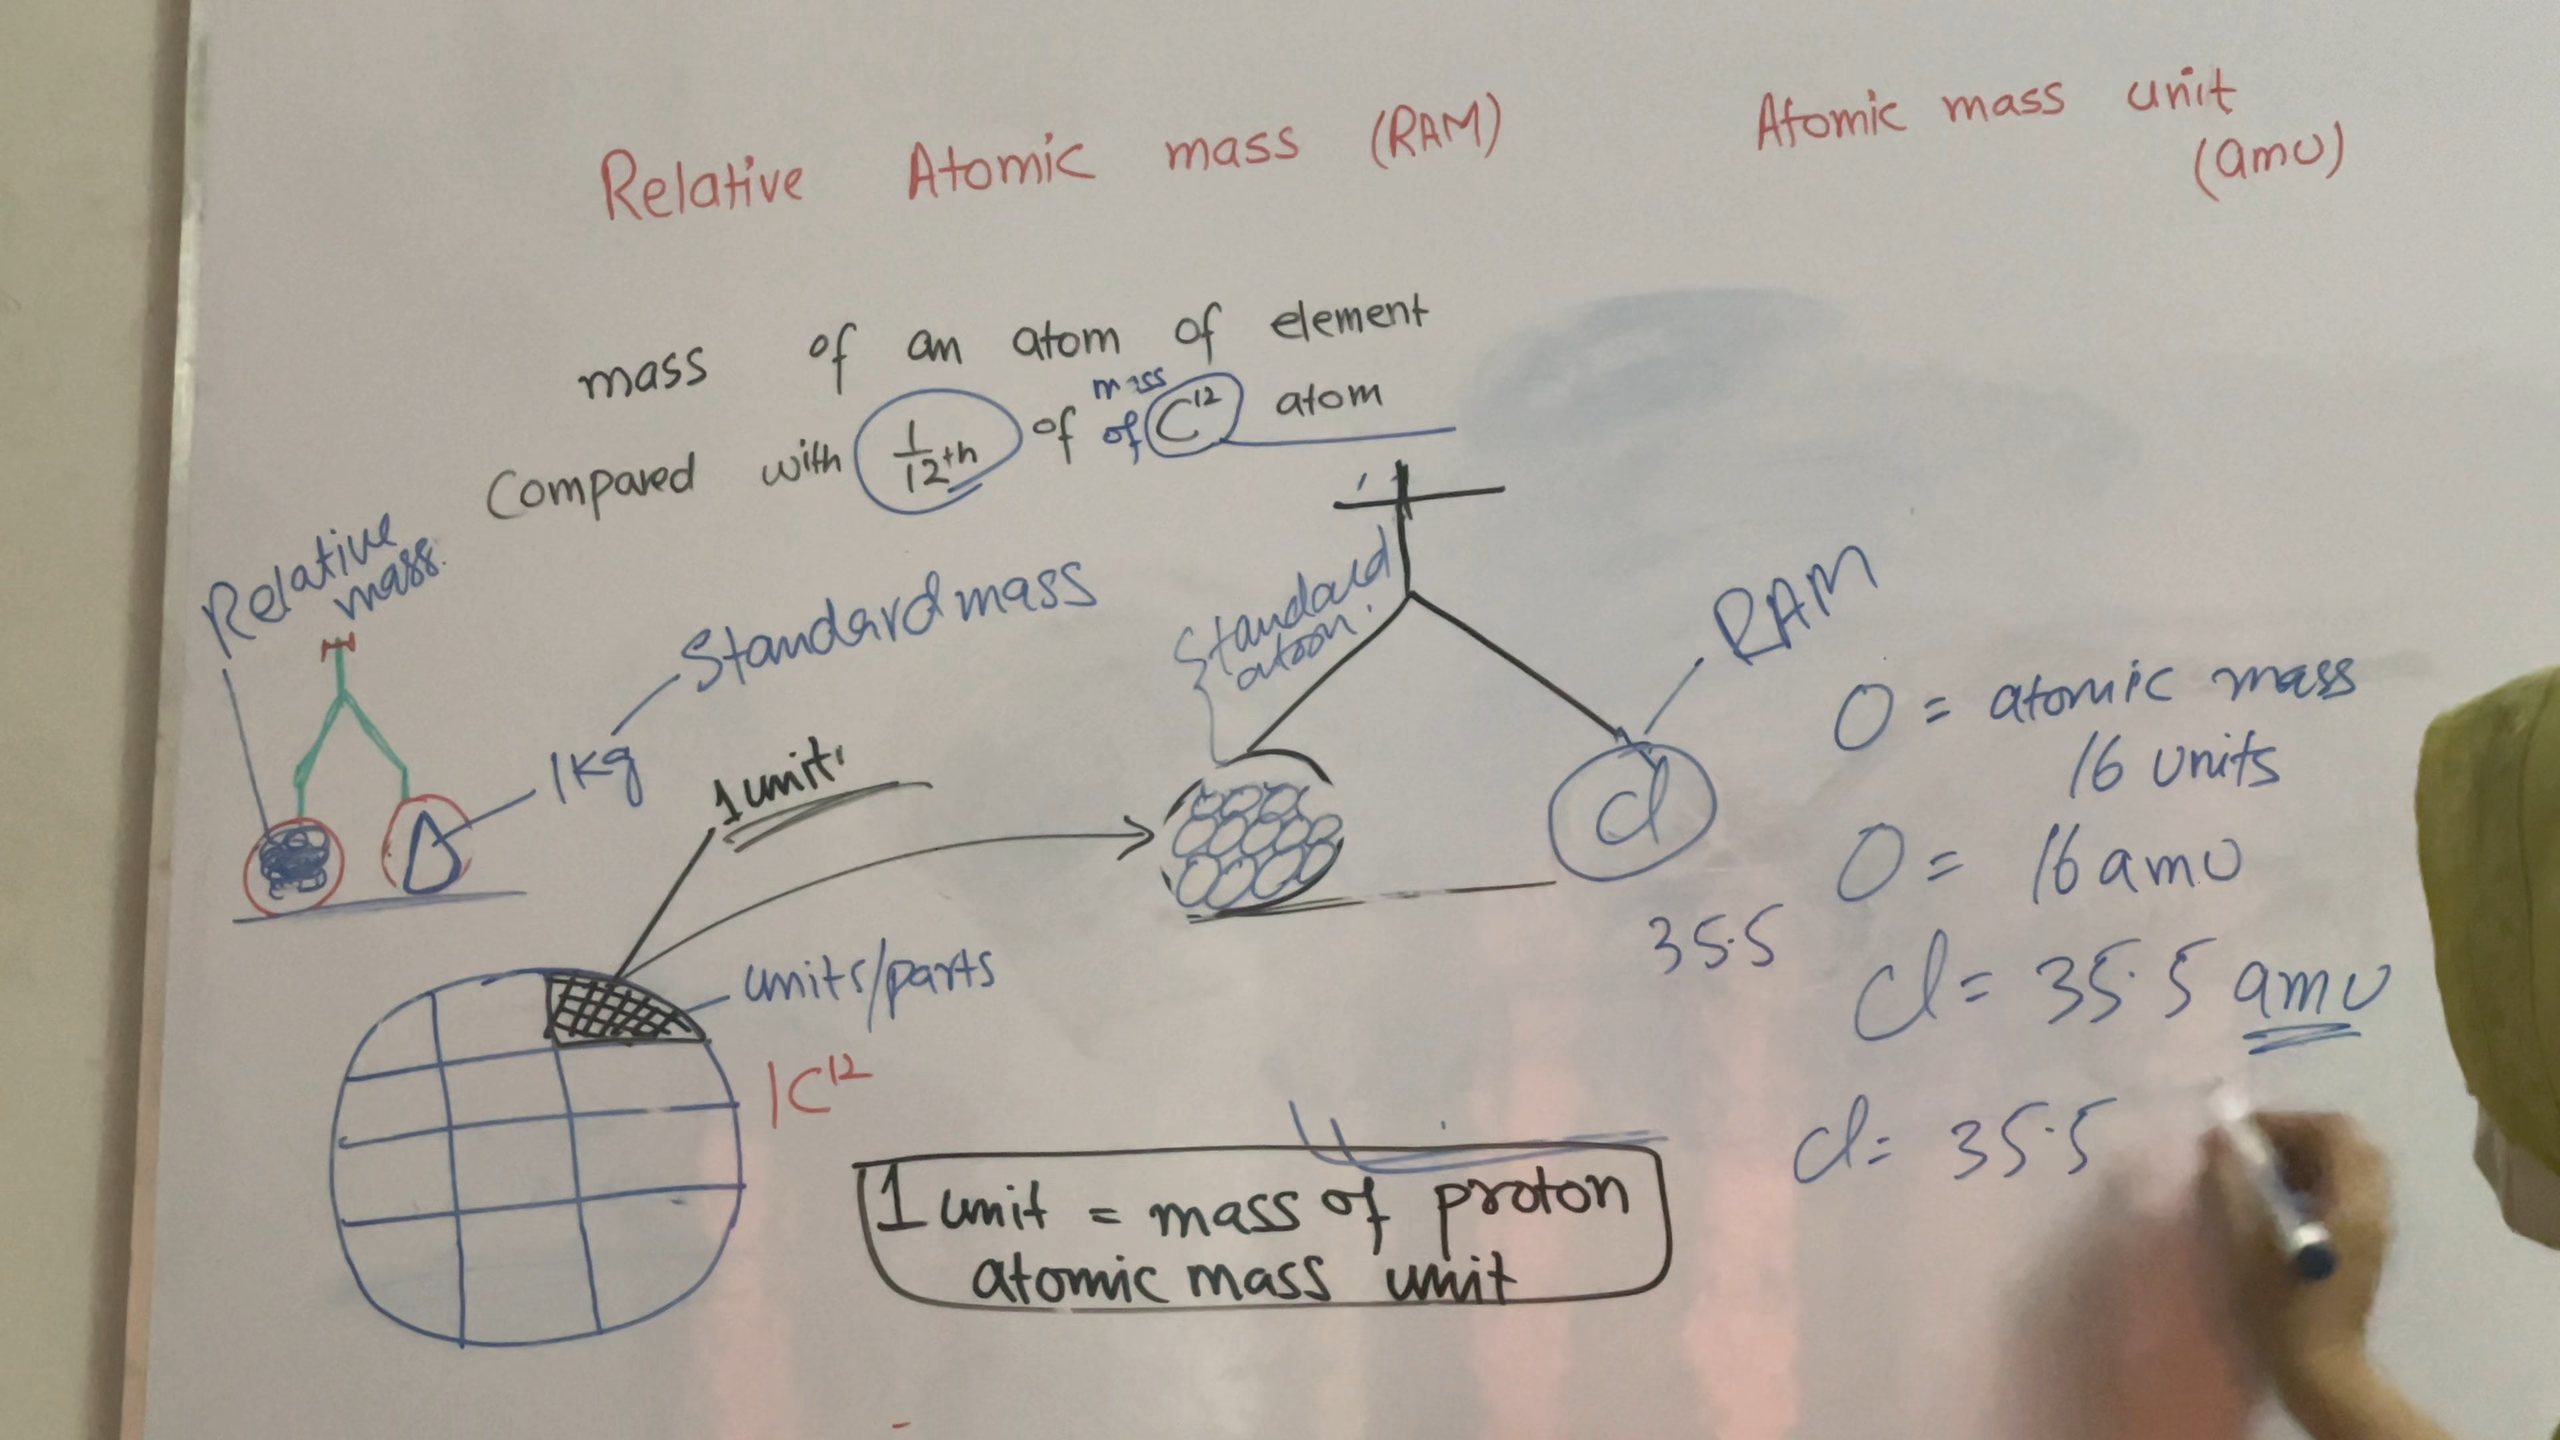 Relative Atomic mass (RAM)
Atomic mass unit
(amu)
mass of an atom of element
mass
Compared with 1/12th of of C¹² atom
Relative
mass.
Standard mass
1kg
1 unit
Standard
atom
RAM
Cl
35.5
O = atomic mass
16 units
O = 16 amu
Cl = 35.5 amu
Cl = 35.5
units/parts
1C¹²
1 unit = mass of proton
atomic mass unit